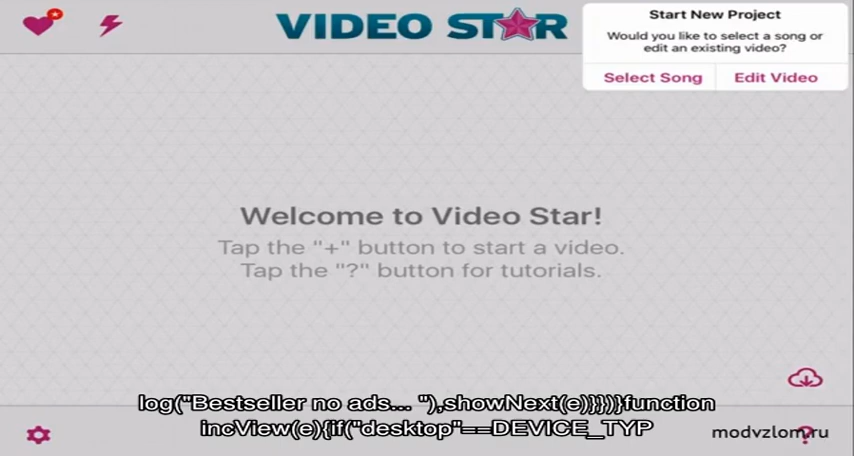 VIDEO STAR
Start New Project
Would you like to select a song or
edit an existing video?
Select Song
Edit Video
Welcome to Video Star!
Tap the "+" button to start a video.
Tap the "?" button for tutorials.
log("Bestseller no ads... "),showNext(e)}}})}function
incView(e){if("desktop"==DEVICE_TYP
modvzlom.ru